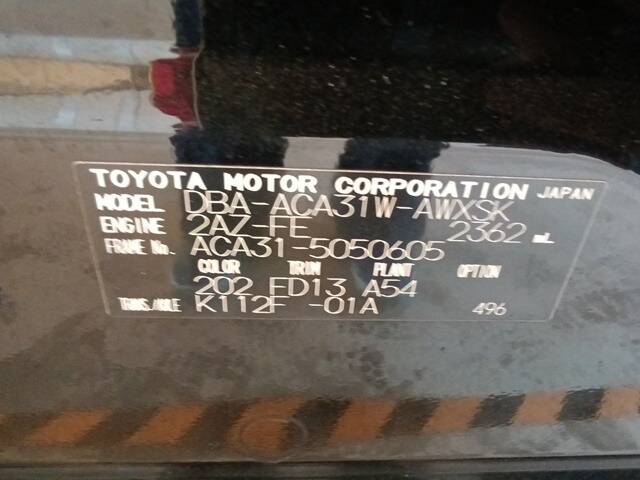 TOYOTA MOTOR CORPORATION JAPAN
MODEL DBA-ACA31W-AWXSK
ENGINE 2AZ-FE 2362 mL
FRAME No. ACA31-5050605
COLOR TRIM PLANT OPTION
202 FD13 A54
TRANS./AXLE K112F -01A 496